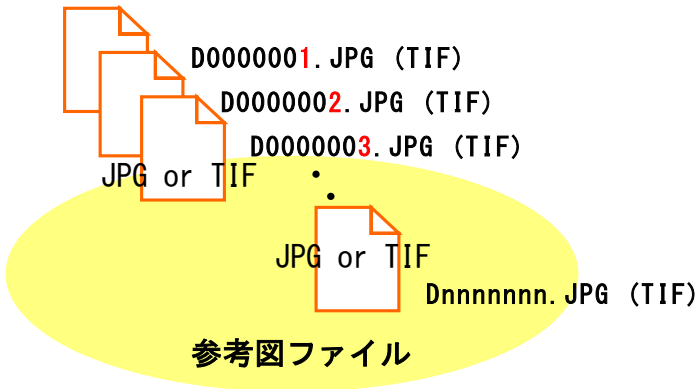 D0000001.JPG (TIF)
D0000002.JPG (TIF)
D0000003.JPG (TIF)
JPG or TIF
JPG or TIF
Dnnnnnnn.JPG (TIF)
参考図ファイル